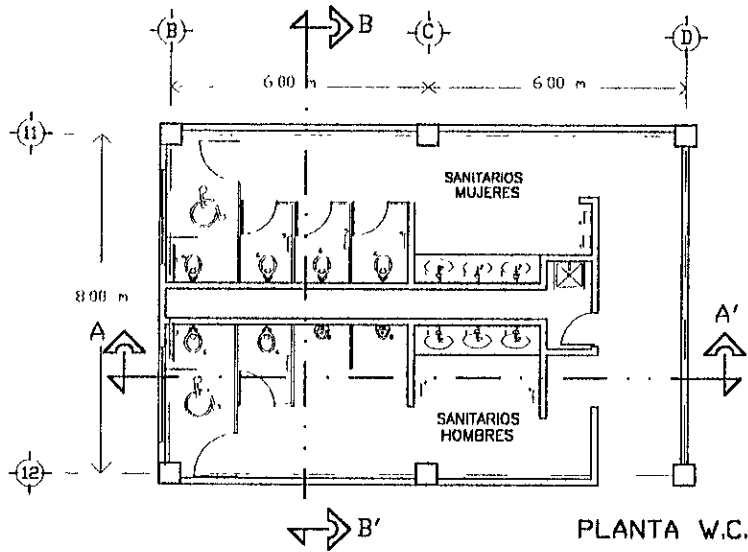 B
B
C
D
6.00 m
6.00 m
11
SANITARIOS
MUJERES
8.00 m
A
A'
SANITARIOS
HOMBRES
12
B'
PLANTA W.C.